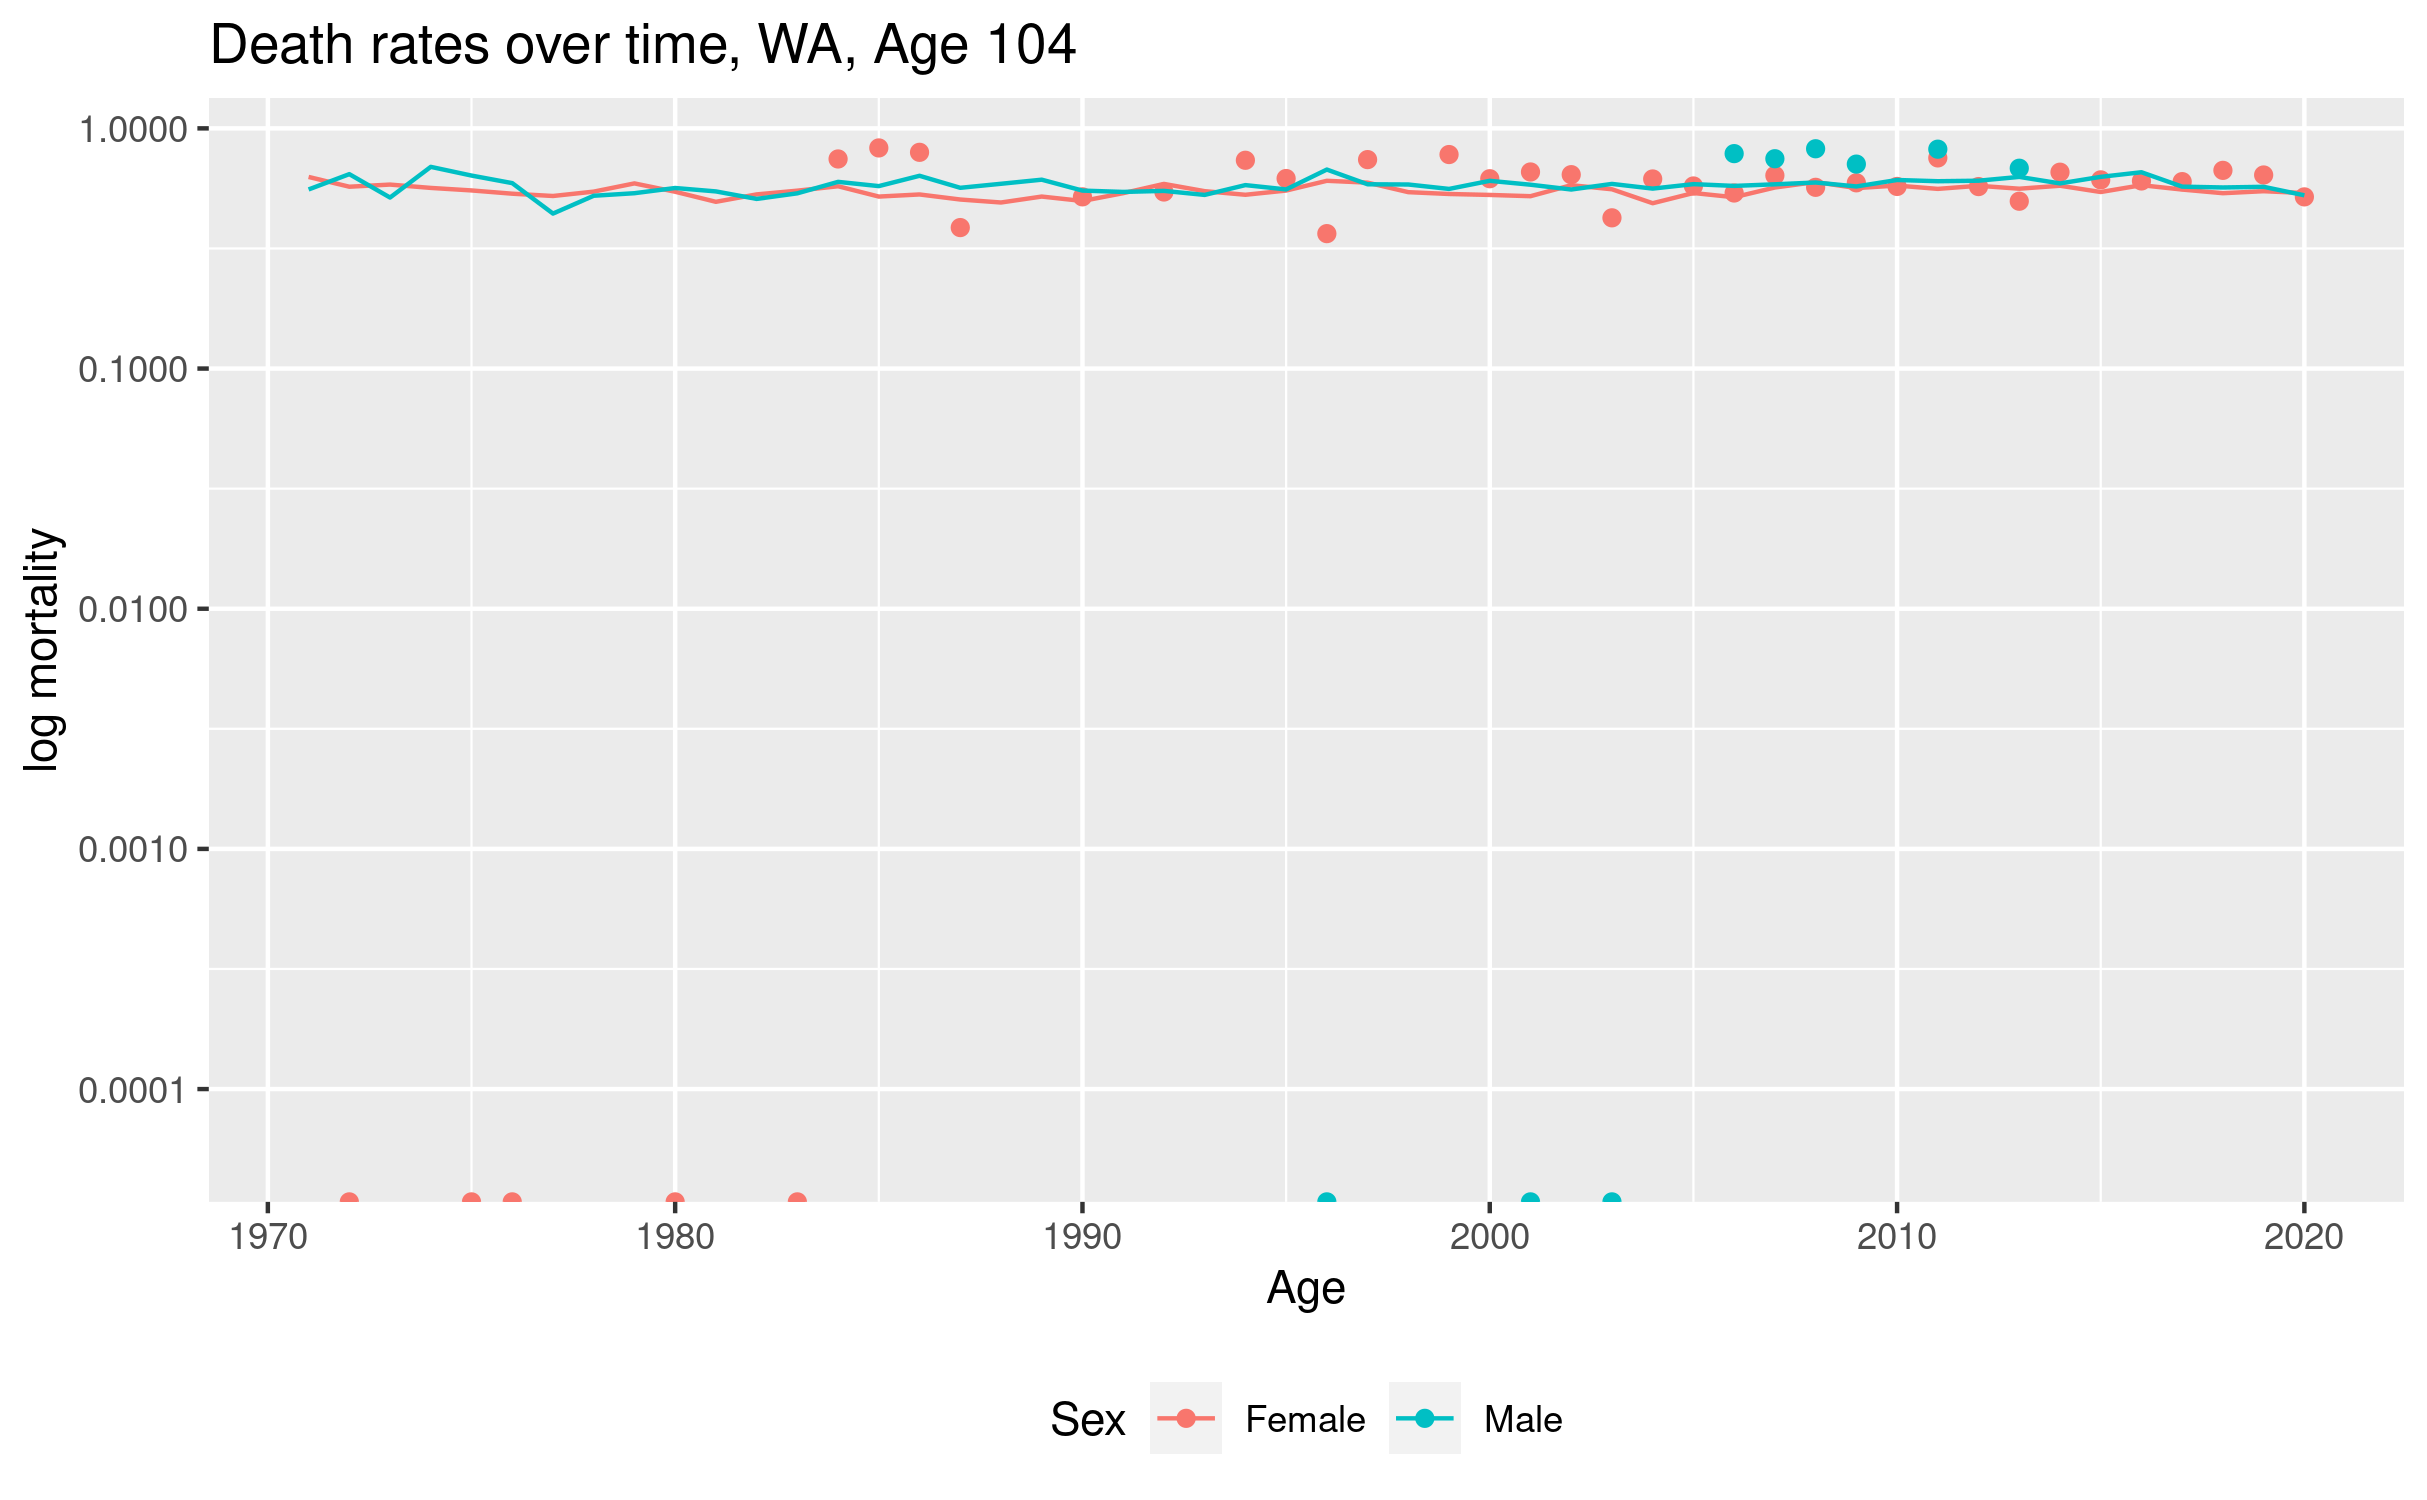 Death rates over time, WA, Age 104
log mortality
1.0000
0.1000
0.0100
0.0010
0.0001
1970 1980 1990 2000 2010 2020
Age
Sex Female Male